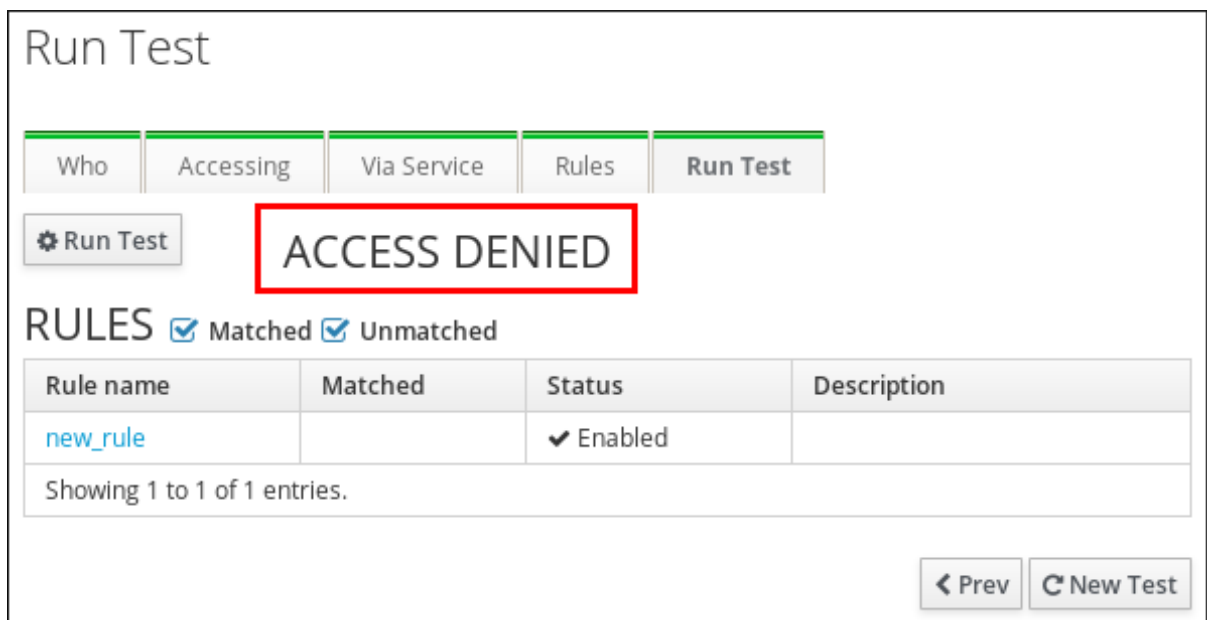 Run Test
Who Accessing Via Service Rules Run Test
Run Test ACCESS DENIED
RULES Matched Unmatched
Rule name Matched Status Description
new_rule Enabled
Showing 1 to 1 of 1 entries.
Prev New Test